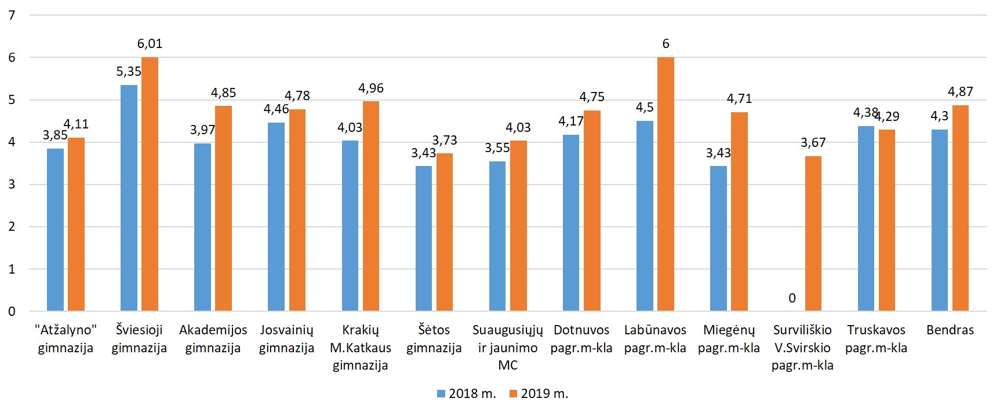 7
6
5
4
3
2
1
0
3,85
4,11
5,35
6,01
3,97
4,85
4,46
4,78
4,03
4,96
3,43
3,73
3,55
4,03
4,17
4,75
4,5
6
3,43
4,71
0
3,67
4,38
4,29
4,3
4,87
"Atžalyno"
gimnazija
Šviesioji
gimnazija
Akademijos
gimnazija
Josvainių
gimnazija
Krakių
M.Katkaus
gimnazija
Šėtos
gimnazija
Suaugusiųjų
ir jaunimo
MC
Dotnuvos
pagr.m-kla
Labūnavos
pagr.m-kla
Miegėnų
pagr.m-kla
Surviliškio
V.Svirskio
pagr.m-kla
Truskavos
pagr.m-kla
Bendras
2018 m.
2019 m.